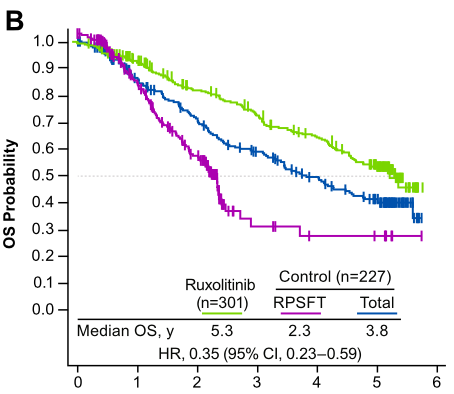 B
OS Probability
1.0
0.9
0.8
0.7
0.6
0.5
0.4
0.3
0.2
0.1
0.0
Ruxolitinib
(n=301)
Control (n=227)
RPSFT Total
Median OS, y 5.3 2.3 3.8
HR, 0.35 (95% CI, 0.23–0.59)
0 1 2 3 4 5 6